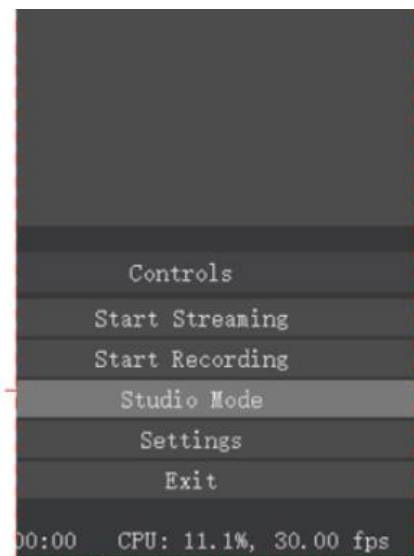 Controls
Start Streaming
Start Recording
Studio Mode
Settings
Exit
00:00 CPU: 11.1%, 30.00 fps